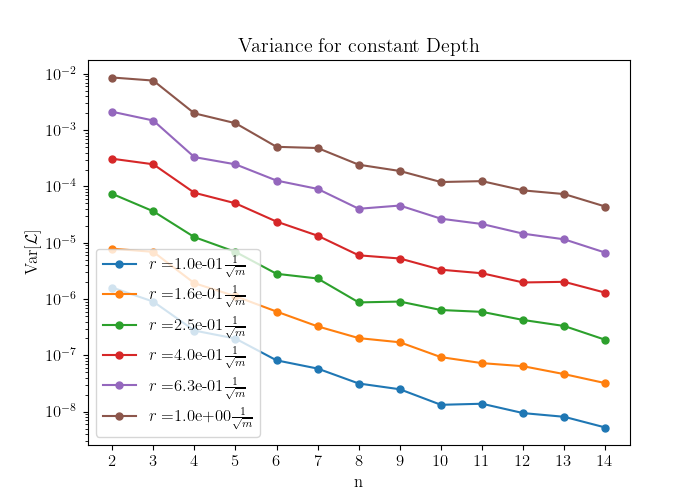 Variance for constant Depth
Var[ℒ]
10⁻²
10⁻³
10⁻⁴
10⁻⁵
10⁻⁶
10⁻⁷
10⁻⁸
r =1.0e-01 1/√m
r =1.6e-01 1/√m
r =2.5e-01 1/√m
r =4.0e-01 1/√m
r =6.3e-01 1/√m
r =1.0e+00 1/√m
2 3 4 5 6 7 8 9 10 11 12 13 14
n